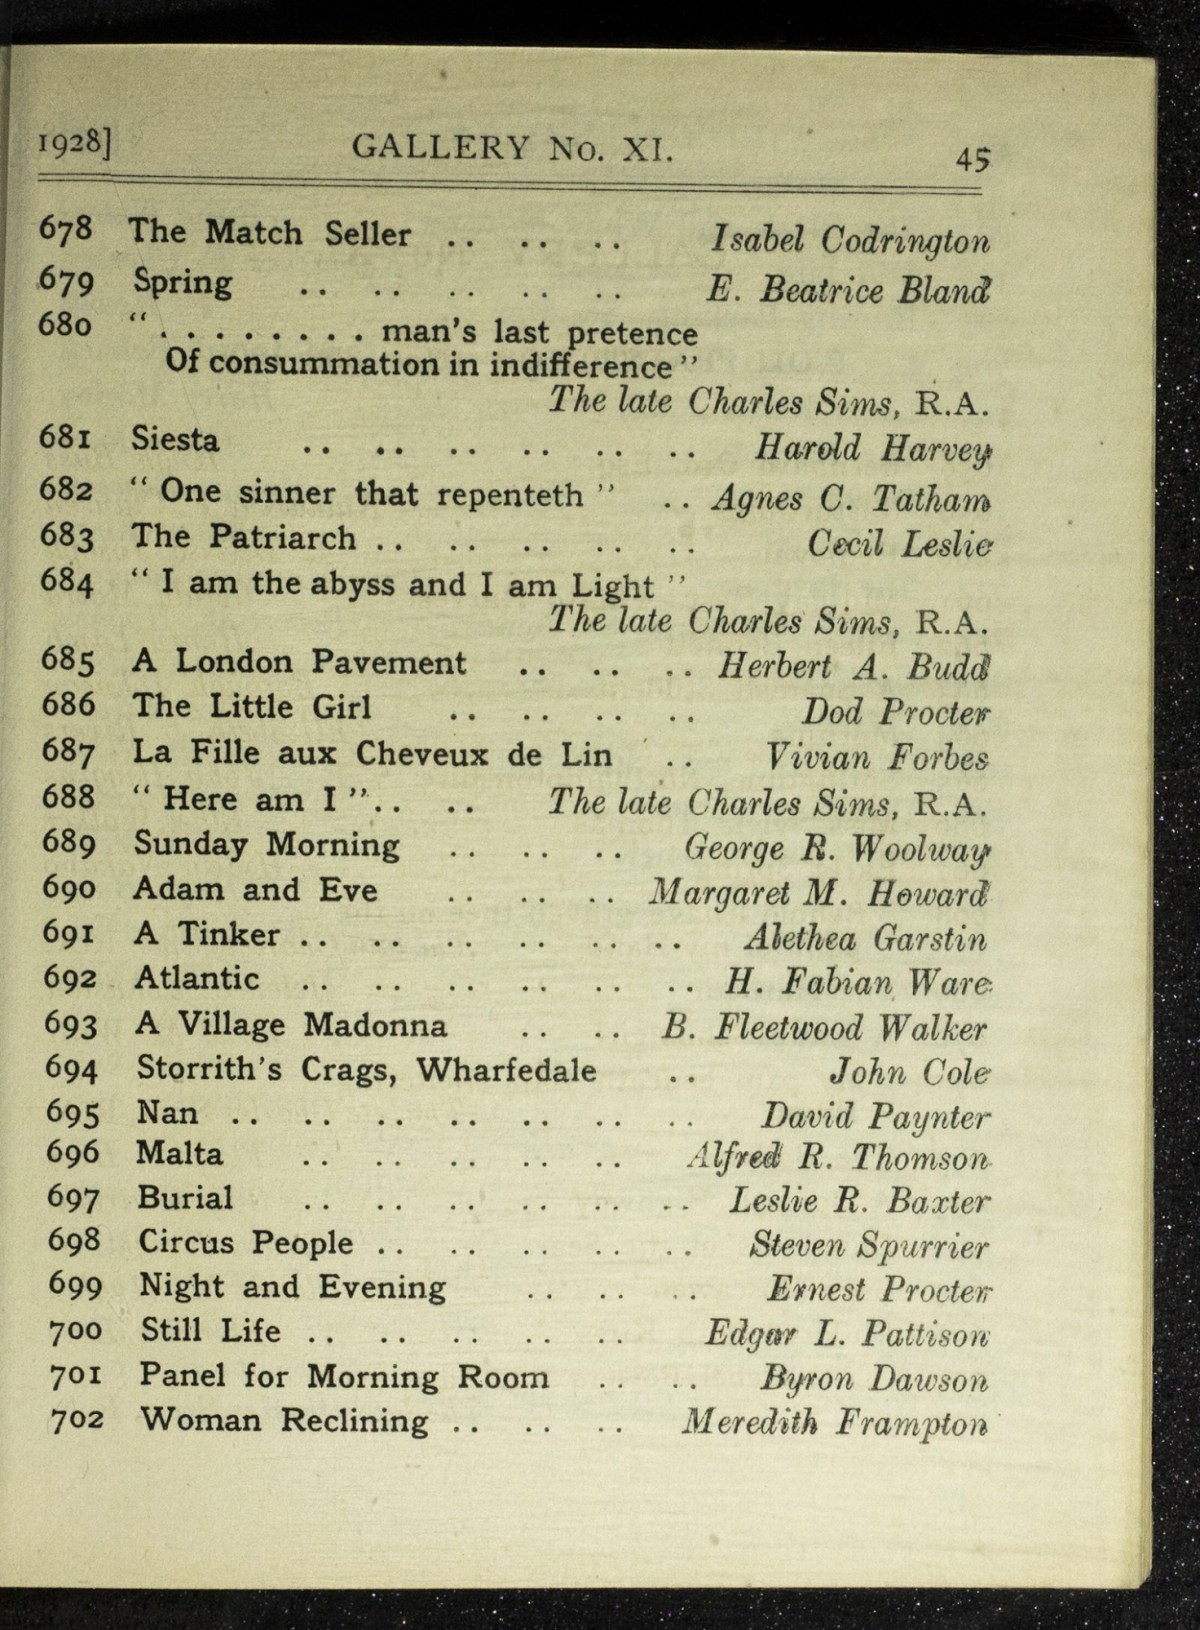 1928] GALLERY No. XI. 45
678 The Match Seller .. .. .. Isabel Codrington
679 Spring .. .. .. .. .. E. Beatrice Bland
680 " . . . . . . . . . man's last pretence
Of consummation in indifference"
The late Charles Sims, R.A.
681 Siesta .. .. .. .. .. .. Harold Harvey
682 "One sinner that repenteth" .. Agnes C. Tatham
683 The Patriarch .. .. .. .. .. Cecil Leslie
684 "I am the abyss and I am Light"
The late Charles Sims, R.A.
685 A London Pavement .. .. .. Herbert A. Budd
686 The Little Girl .. .. .. .. Dod Procter
687 La Fille aux Cheveux de Lin .. Vivian Forbes
688 "Here am I".. .. The late Charles Sims, R.A.
689 Sunday Morning .. .. .. George R. Woolway
690 Adam and Eve .. .. .. Margaret M. Howard
691 A Tinker .. .. .. .. .. .. Alethea Garstin
692 Atlantic .. .. .. .. .. .. H. Fabian Ware
693 A Village Madonna .. .. B. Fleetwood Walker
694 Storrith's Crags, Wharfedale .. John Cole
695 Nan .. .. .. .. .. .. .. David Paynter
696 Malta .. .. .. .. .. Alfred R. Thomson
697 Burial .. .. .. .. .. .. Leslie R. Baxter
698 Circus People .. .. .. .. .. Steven Spurrier
699 Night and Evening .. .. .. Ernest Procter
700 Still Life .. .. .. .. .. Edgar L. Pattison
701 Panel for Morning Room .. .. Byron Dawson
702 Woman Reclining .. .. .. Meredith Frampton